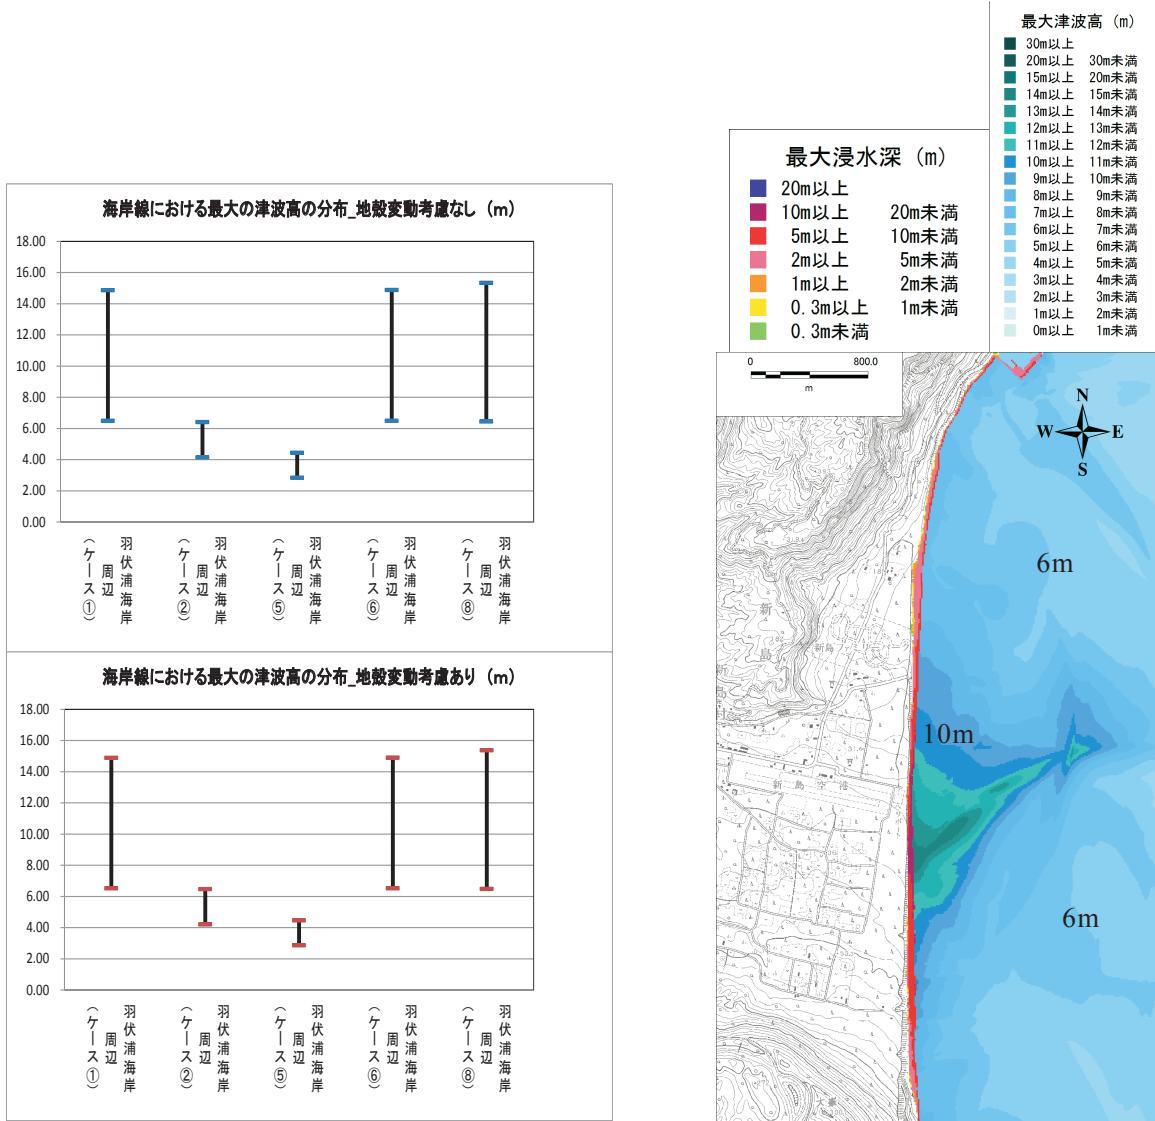 海岸線における最大の津波高の分布_地殻変動考慮なし (m)
18.00
16.00
14.00
12.00
10.00
8.00
6.00
4.00
2.00
0.00
羽伏浦海岸
周辺
(ケース①)
羽伏浦海岸
周辺
(ケース②)
羽伏浦海岸
周辺
(ケース⑤)
羽伏浦海岸
周辺
(ケース⑥)
羽伏浦海岸
周辺
(ケース⑧)
海岸線における最大の津波高の分布_地殻変動考慮あり (m)
18.00
16.00
14.00
12.00
10.00
8.00
6.00
4.00
2.00
0.00
羽伏浦海岸
周辺
(ケース①)
羽伏浦海岸
周辺
(ケース②)
羽伏浦海岸
周辺
(ケース⑤)
羽伏浦海岸
周辺
(ケース⑥)
羽伏浦海岸
周辺
(ケース⑧)
最大浸水深 (m)
20m以上
10m以上 20m未満
5m以上 10m未満
2m以上 5m未満
1m以上 2m未満
0.3m以上 1m未満
0.3m未満
最大津波高 (m)
30m以上
20m以上 30m未満
15m以上 20m未満
14m以上 15m未満
13m以上 14m未満
12m以上 13m未満
11m以上 12m未満
10m以上 11m未満
9m以上 10m未満
8m以上 9m未満
7m以上 8m未満
6m以上 7m未満
5m以上 6m未満
4m以上 5m未満
3m以上 4m未満
2m以上 3m未満
1m以上 2m未満
0m以上 1m未満
0 800.0
m
N
W E
S
6m
新島
新島
10m
新島空港
6m